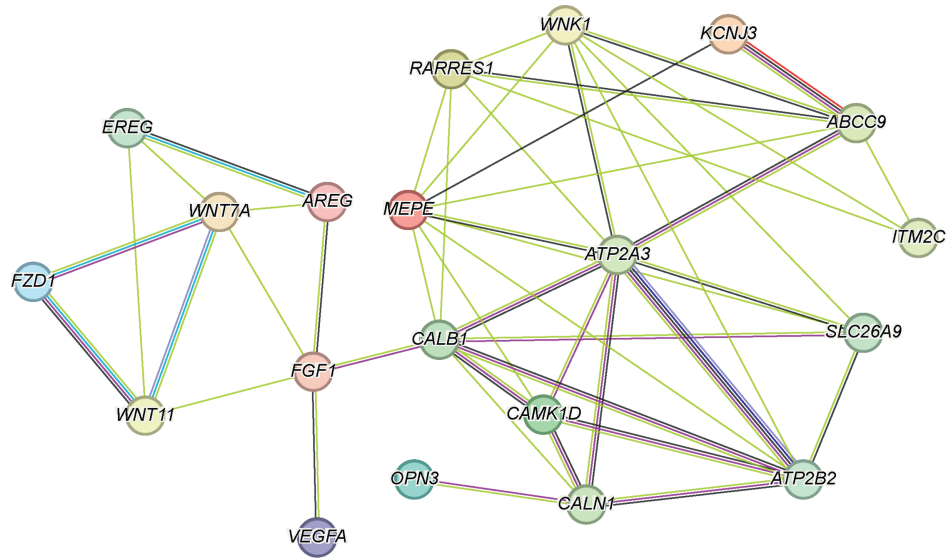 WNK1
KCNJ3
RARRES1
ABCC9
EREG
AREG
WNT7A
MEPE
ITM2C
ATP2A3
FZD1
SLC26A9
CALB1
FGF1
WNT11
CAMK1D
OPN3
ATP2B2
CALN1
VEGFA